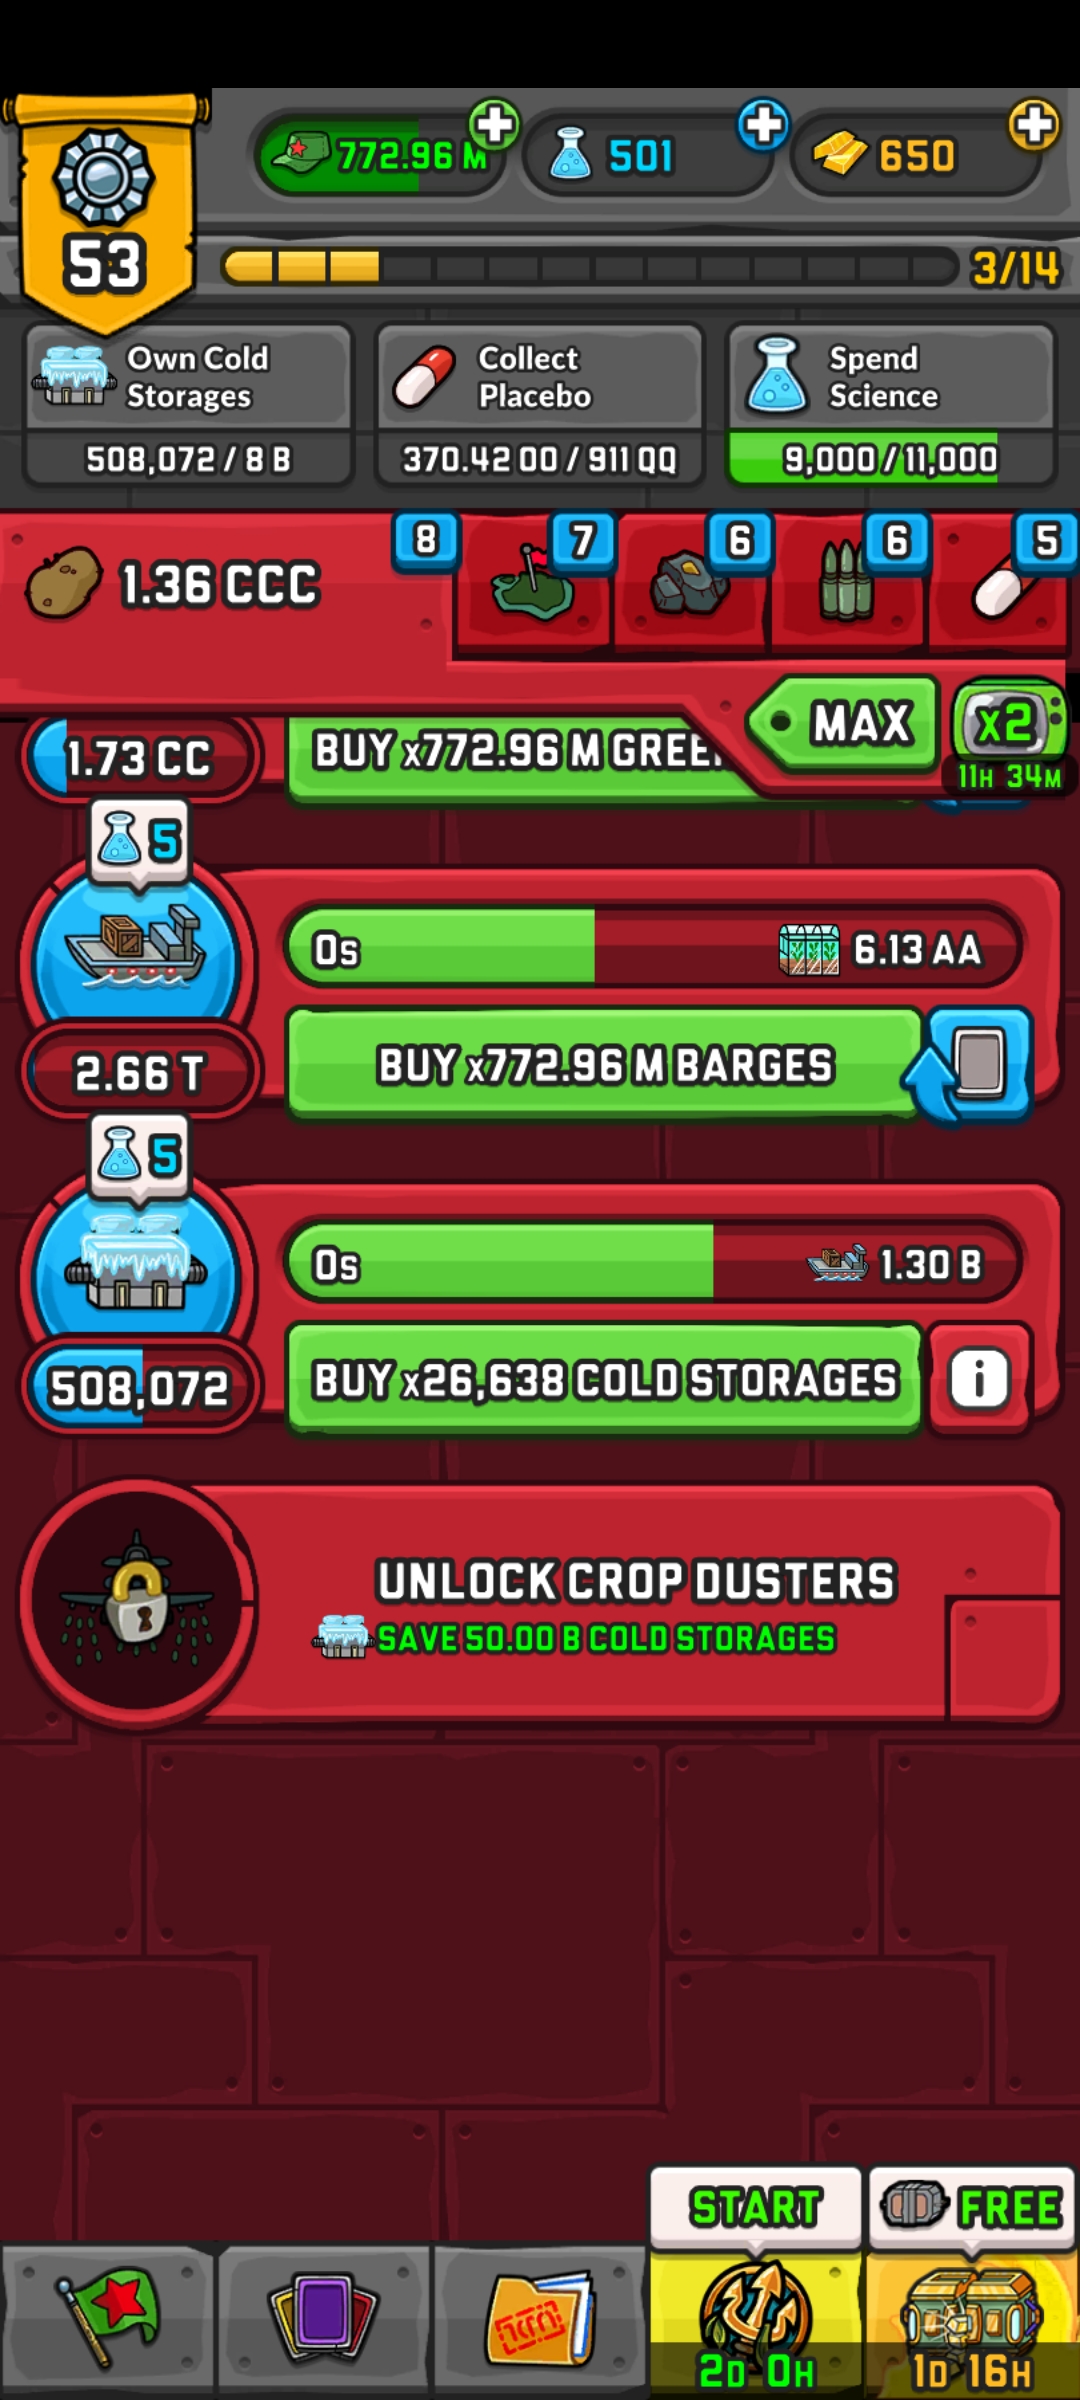 772.96 M
501
650
53
3/14
Own Cold
Storages
508,072 / 8 B
Collect
Placebo
370.42 OO / 911 QQ
Spend
Science
9,000 / 11,000
1.36 CCC
8
7
6
6
5
MAX
x2
11H 34M
1.73 CC
BUY x772.96 M GREE
5
0s
6.13 AA
2.66 T
BUY x772.96 M BARGES
5
0s
1.30 B
508,072
BUY x26,638 COLD STORAGES
i
UNLOCK CROP DUSTERS
SAVE 50.00 B COLD STORAGES
START
FREE
2D 0H
1D 16H